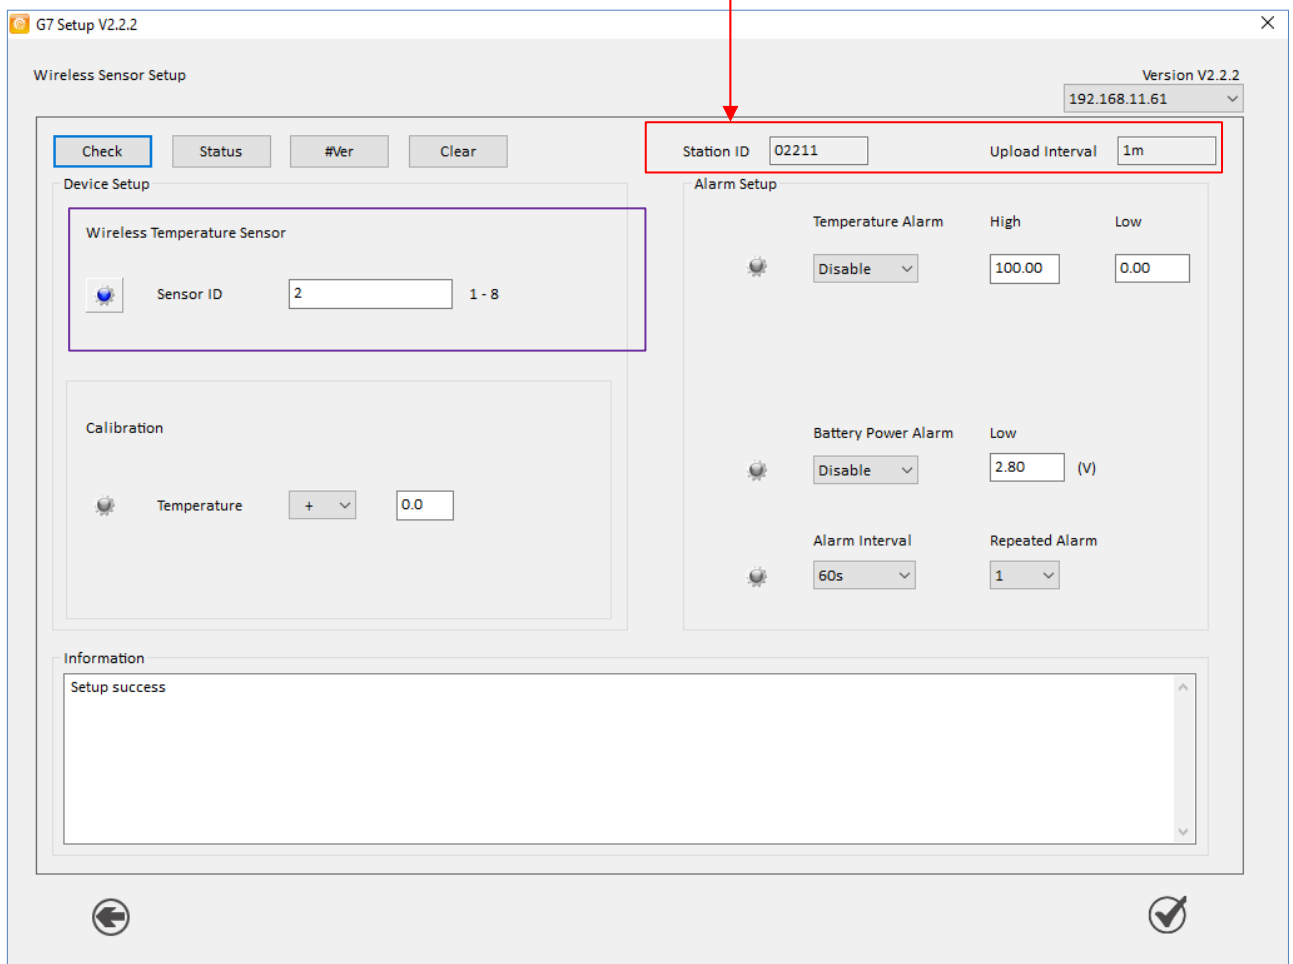 G7 Setup V2.2.2
Wireless Sensor Setup
Version V2.2.2
192.168.11.61
Check Status #Ver Clear
Station ID 02211 Upload Interval 1m
Device Setup
Wireless Temperature Sensor
Sensor ID 2 1 - 8
Calibration
Temperature + 0.0
Alarm Setup
Temperature Alarm High Low
Disable 100.00 0.00
Battery Power Alarm Low
Disable 2.80 (V)
Alarm Interval Repeated Alarm
60s 1
Information
Setup success